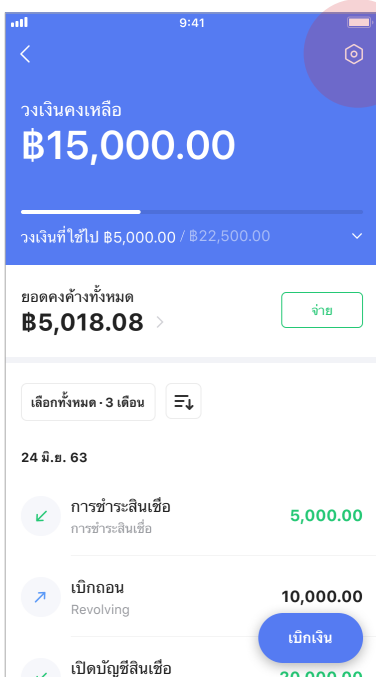 9:41
วงเงินคงเหลือ
฿15,000.00
วงเงินที่ใช้ไป ฿5,000.00 / ฿22,500.00
ยอดคงค้างทั้งหมด
฿5,018.08
จ่าย
เลือกทั้งหมด · 3 เดือน
24 มิ.ย. 63
การชำระสินเชื่อ
การชำระสินเชื่อ
5,000.00
เบิกถอน
Revolving
10,000.00
เบิกเงิน
เปิดบัญชีสินเชื่อ
20,000.00